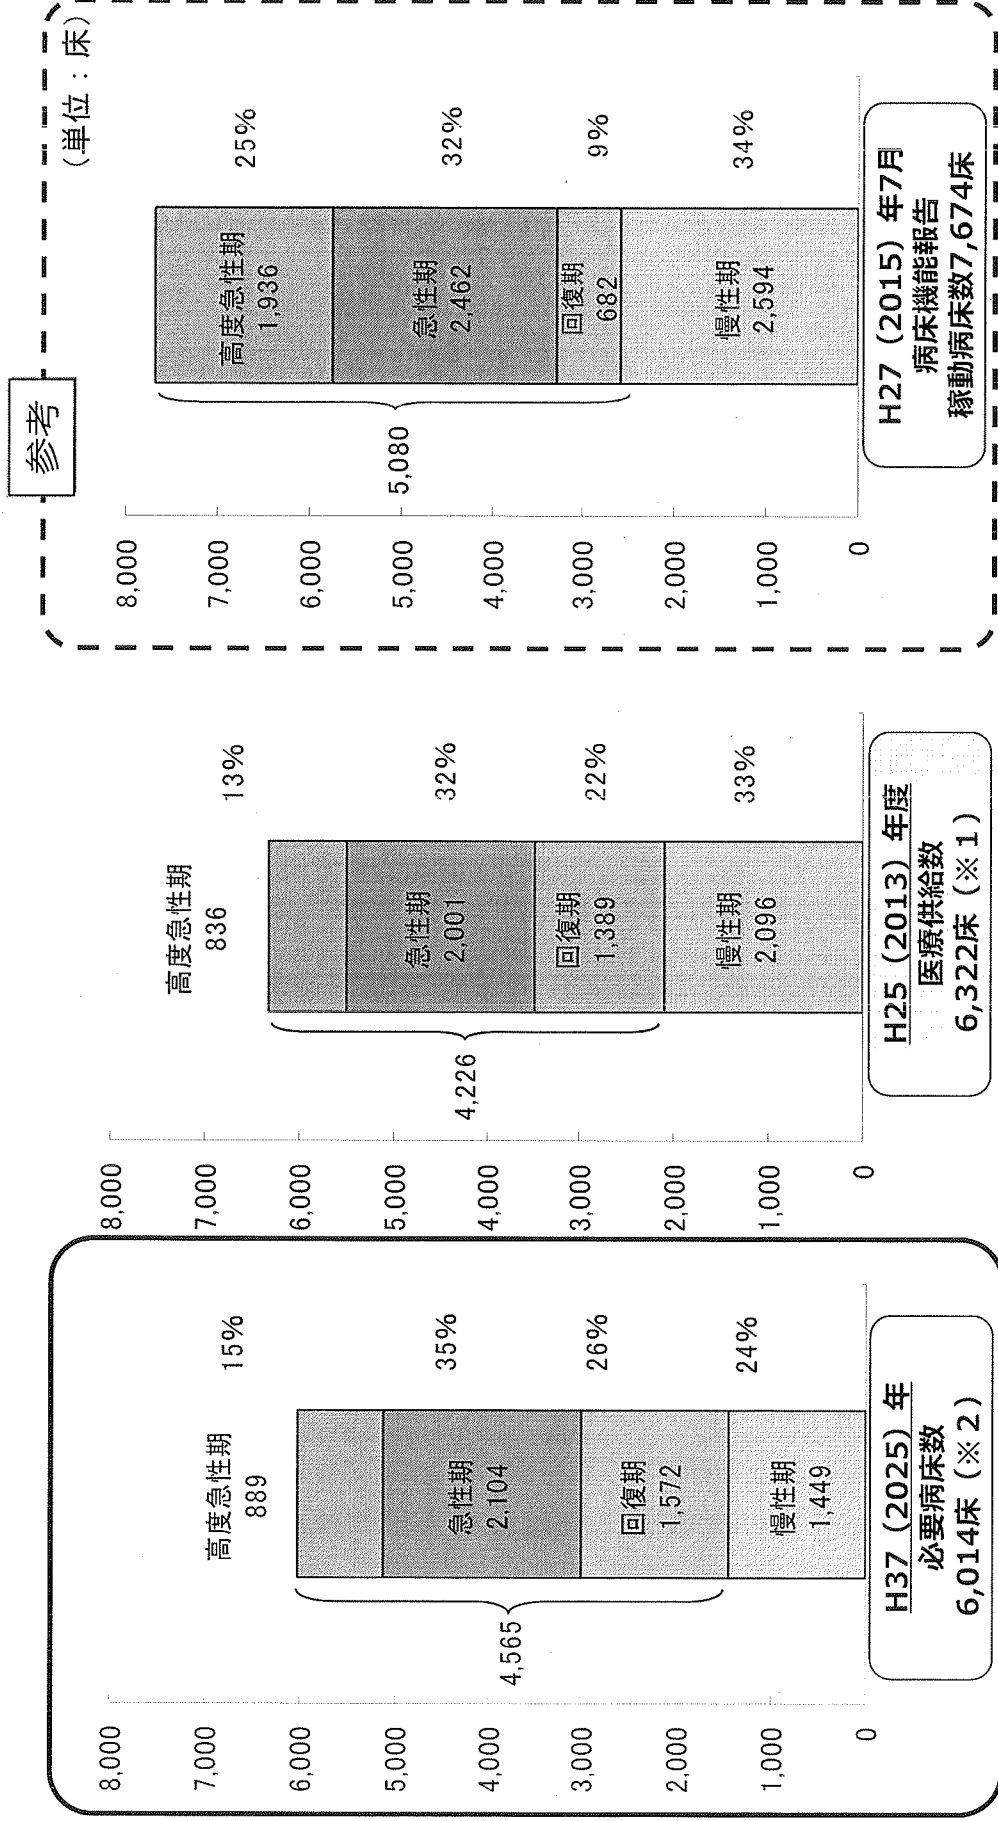 8,000
7,000
6,000
5,000
4,000
3,000
2,000
1,000
0
4,565
高度急性期
889
急性期
2,104
回復期
1,572
慢性期
1,449
15%
35%
26%
24%
H37（2025）年
必要病床数
6,014床（※2）
8,000
7,000
6,000
5,000
4,000
3,000
2,000
1,000
0
4,226
高度急性期
836
急性期
2,001
回復期
1,389
慢性期
2,096
13%
32%
22%
33%
H25（2013）年度
医療供給数
6,322床（※1）
参考
（単位：床）
8,000
7,000
6,000
5,000
4,000
3,000
2,000
1,000
0
5,080
高度急性期
1,936
急性期
2,462
回復期
682
慢性期
2,594
25%
32%
9%
34%
H27（2015）年7月
病床機能報告
稼動病床数7,674床